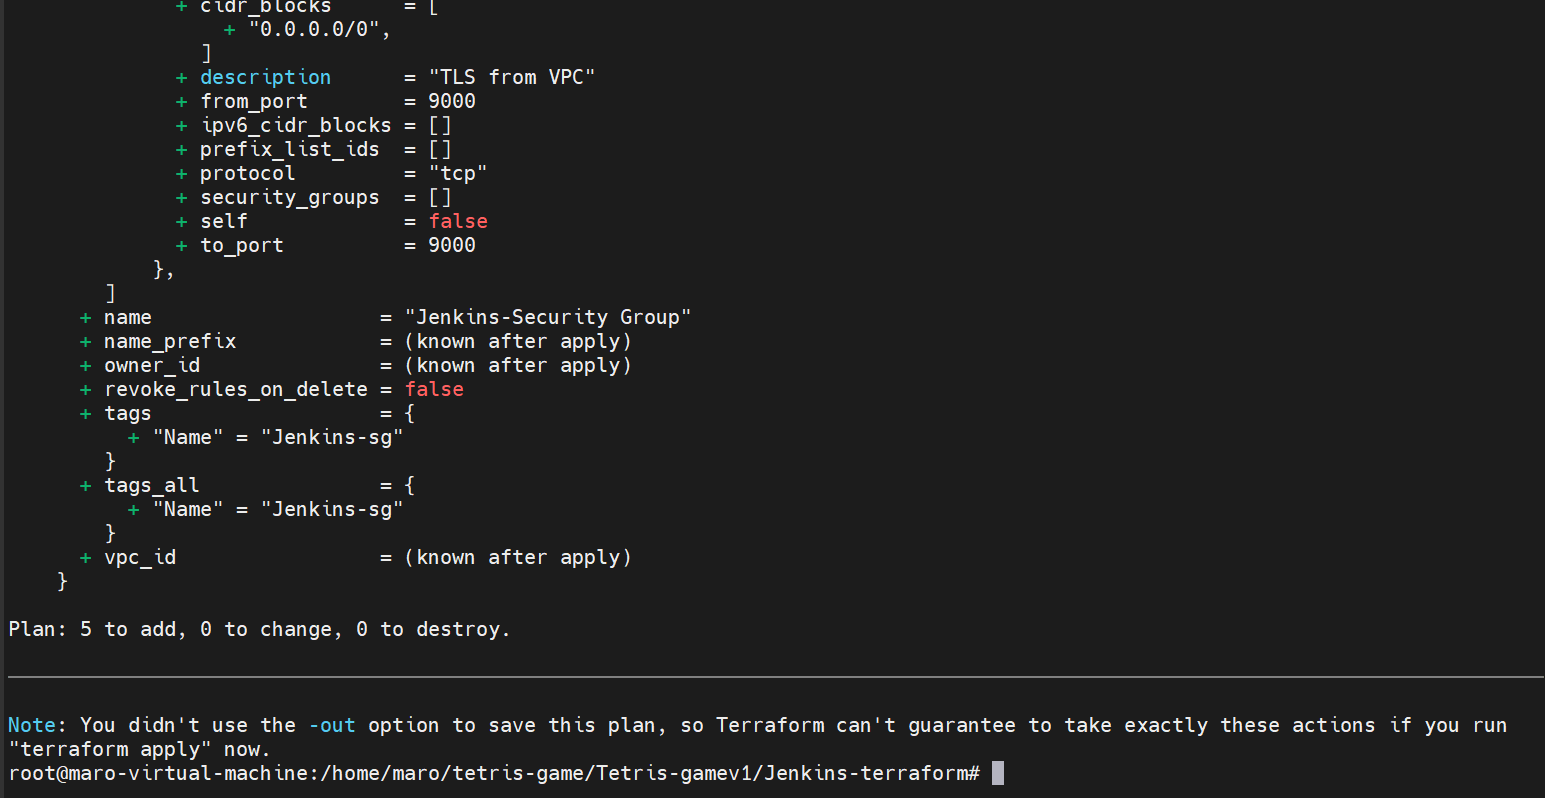 + cidr_blocks = [
+ "0.0.0.0/0",
]
+ description = "TLS from VPC"
+ from_port = 9000
+ ipv6_cidr_blocks = []
+ prefix_list_ids = []
+ protocol = "tcp"
+ security_groups = []
+ self = false
+ to_port = 9000
},
]
+ name = "Jenkins-Security Group"
+ name_prefix = (known after apply)
+ owner_id = (known after apply)
+ revoke_rules_on_delete = false
+ tags = {
+ "Name" = "Jenkins-sg"
}
+ tags_all = {
+ "Name" = "Jenkins-sg"
}
+ vpc_id = (known after apply)
}
Plan: 5 to add, 0 to change, 0 to destroy.
Note: You didn't use the -out option to save this plan, so Terraform can't guarantee to take exactly these actions if you run
"terraform apply" now.
root@maro-virtual-machine:/home/maro/tetris-game/Tetris-gamev1/Jenkins-terraform#